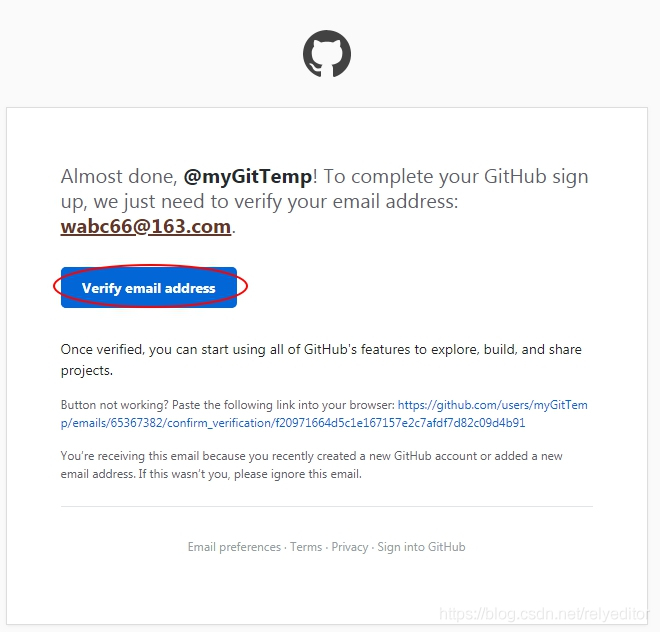 Almost done, @myGitTemp! To complete your GitHub sign
up, we just need to verify your email address:
wabc66@163.com.
Verify email address
Once verified, you can start using all of GitHub's features to explore, build, and share
projects.
Button not working? Paste the following link into your browser: https://github.com/users/myGitTem
p/emails/65367382/confirm_verification/f20971664d5c1e167157e2c7afdf7d82c09d4b91
You're receiving this email because you recently created a new GitHub account or added a new
email address. If this wasn't you, please ignore this email.
Email preferences · Terms · Privacy · Sign into GitHub
https://blog.csdn.net/relyeditor